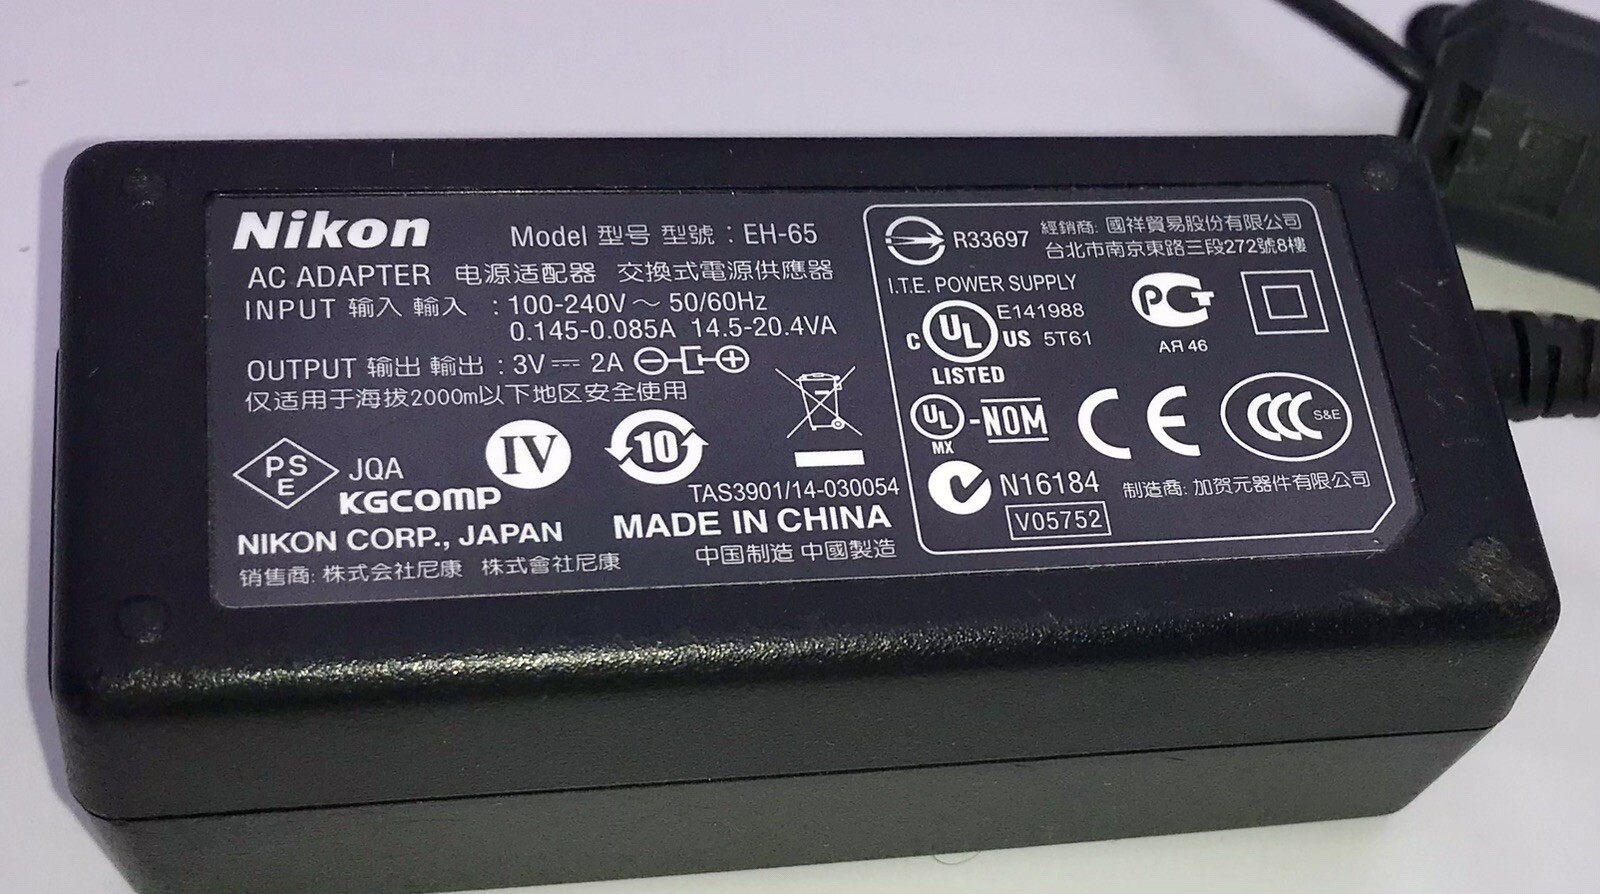 Nikon
Model 型号 型號 : EH-65
AC ADAPTER 电源适配器 交換式電源供應器
INPUT 输入 輸入 : 100-240V ~ 50/60Hz
0.145-0.085A 14.5-20.4VA
OUTPUT 输出 輸出 : 3V ⎓ 2A
仅适用于海拔2000m以下地区安全使用
PSE
JQA
KGCOMP
IV
10
TAS3901/14-030054
NIKON CORP., JAPAN
MADE IN CHINA
销售商: 株式会社尼康 株式會社尼康
中国制造 中國製造
R33697
經銷商: 國祥貿易股份有限公司
台北市南京東路三段272號8樓
I.T.E. POWER SUPPLY
C UL US
LISTED
E141988
5T61
PCT
АЯ 46
UL
MX
-NOM
CE
CCC S&E
N16184
V05752
制造商: 加贺元器件有限公司